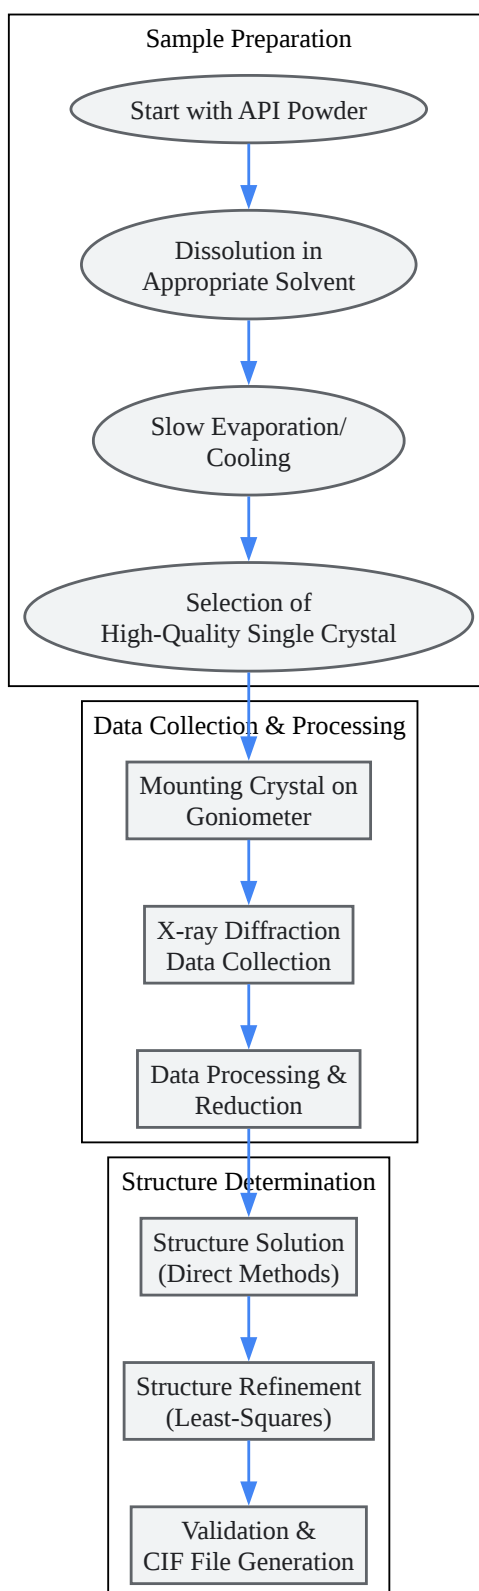 Sample Preparation
Start with API Powder
Dissolution in
Appropriate Solvent
Slow Evaporation/
Cooling
Selection of
High-Quality Single Crystal
Data Collection & Processing
Mounting Crystal on
Goniometer
X-ray Diffraction
Data Collection
Data Processing &
Reduction
Structure Determination
Structure Solution
(Direct Methods)
Structure Refinement
(Least-Squares)
Validation &
CIF File Generation